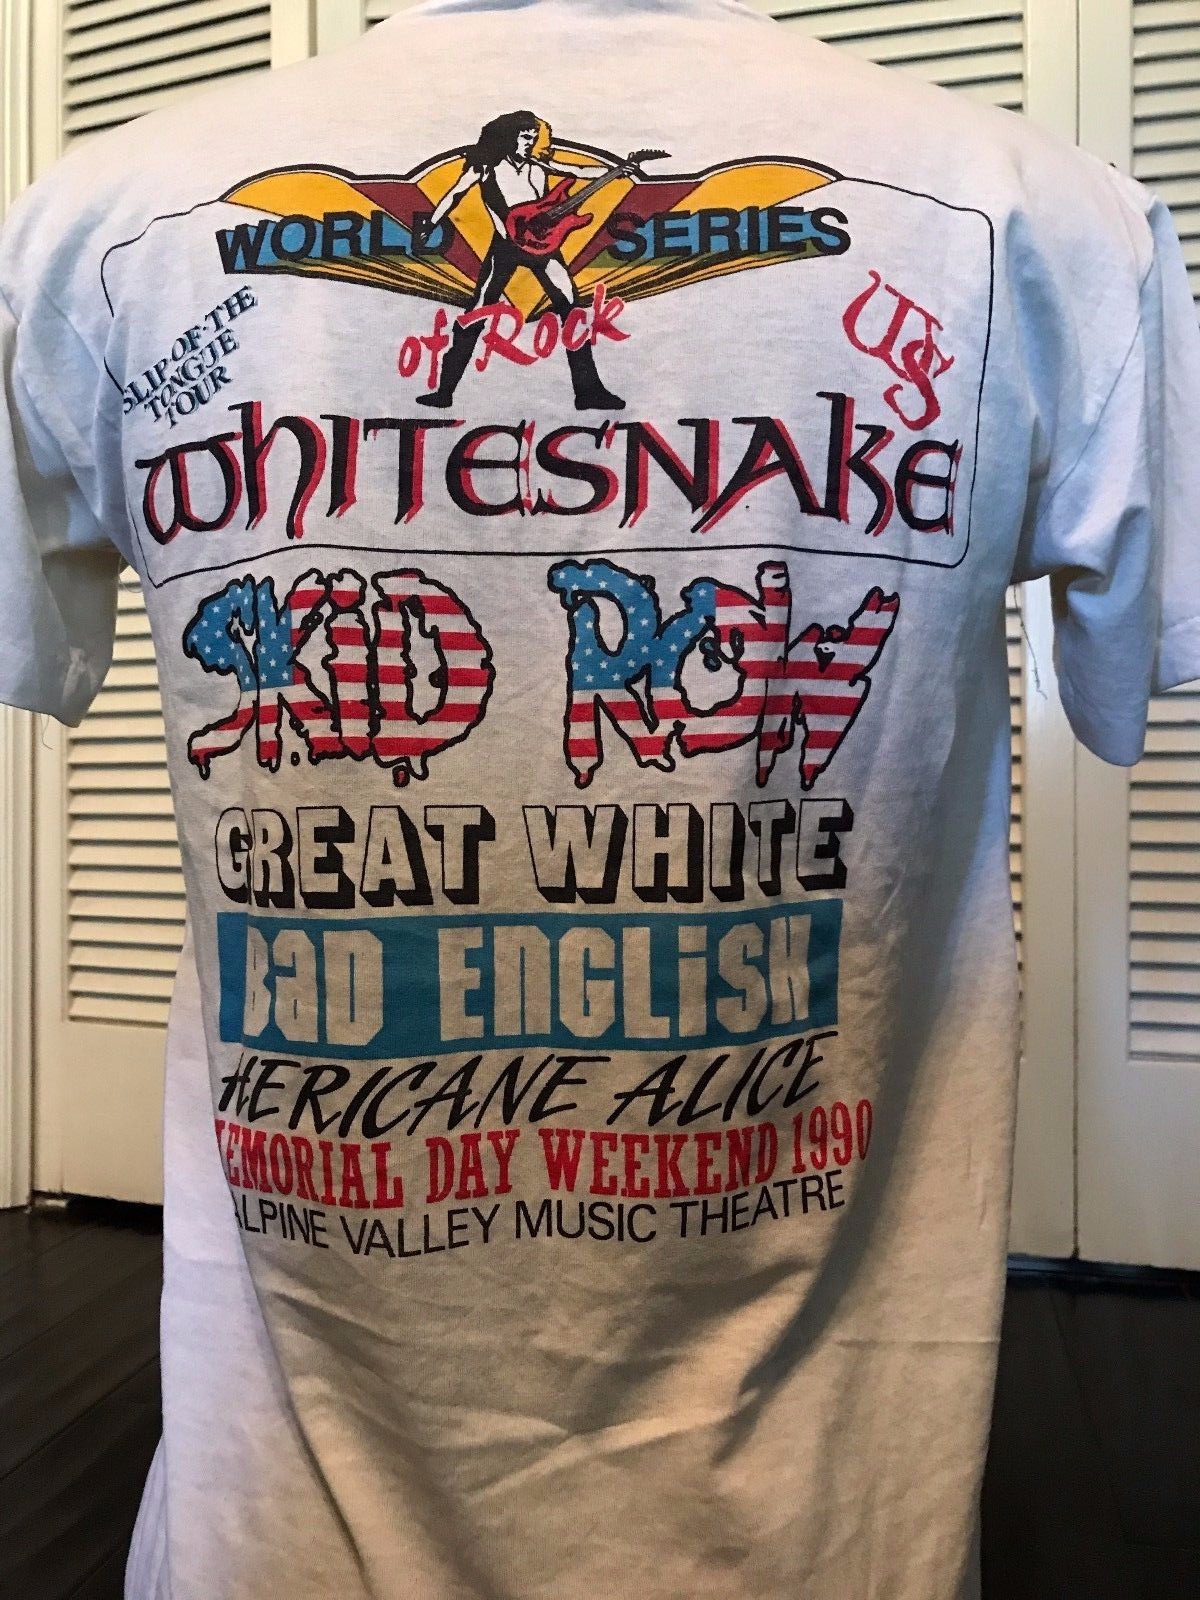 WORLD SERIES
of Rock
SLIP OF THE
TONGUE
TOUR
WS
WHITESNAKE
SKiD ROW
GREAT WHITE
BaD ENGLiSH
HERICANE ALICE
MEMORIAL DAY WEEKEND 1990
ALPINE VALLEY MUSIC THEATRE